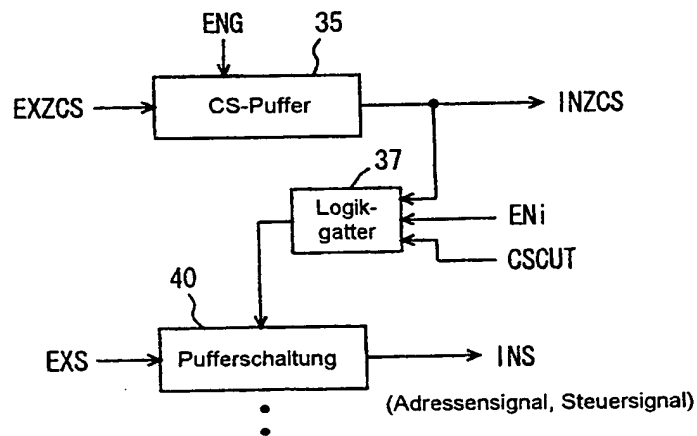 ENG
35
EXZCS
CS-Puffer
INZCS
37
Logik-
gatter
ENi
CSCUT
40
EXS
Pufferschaltung
INS
(Adressensignal, Steuersignal)